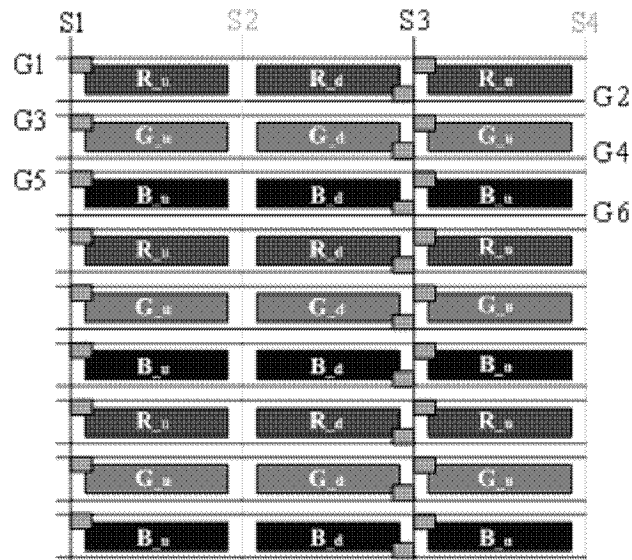 S1 S2 S3 S4
G1 R_u R_d R_u G2
G3 G_u G_d G_u G4
G5 B_u B_d B_u G6
R_u R_d R_u
G_u G_d G_u
B_u B_d B_u
R_u R_d R_u
G_u G_d G_u
B_u B_d B_u